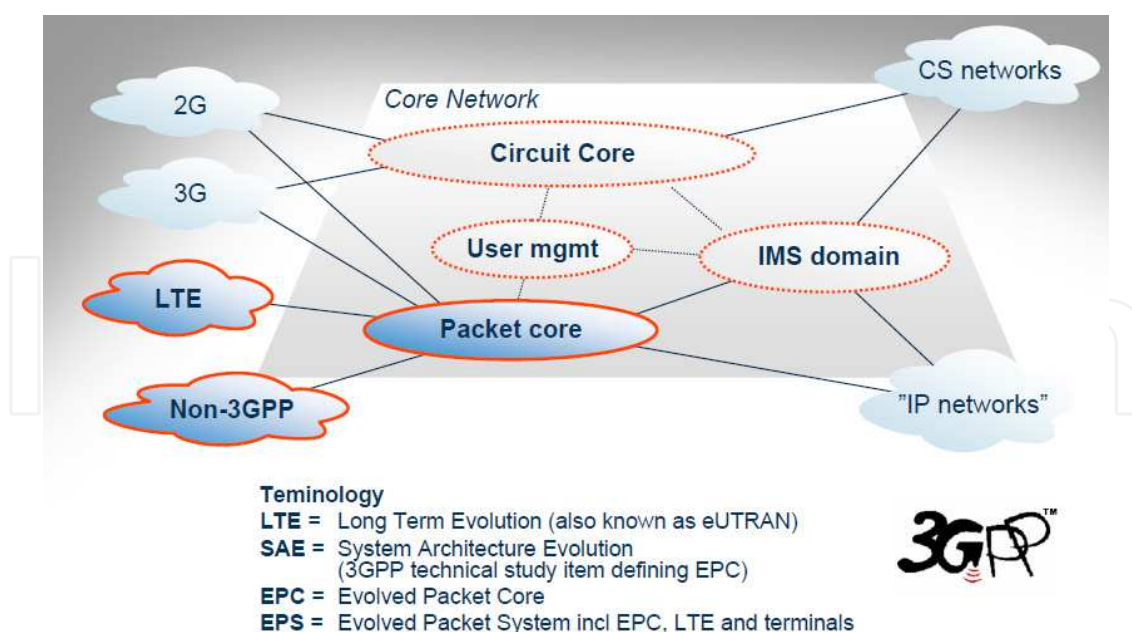 CS networks
2G
Core Network
Circuit Core
3G
User mgmt
IMS domain
LTE
Packet core
Non-3GPP
"IP networks"
Teminology
LTE = Long Term Evolution (also known as eUTRAN)
SAE = System Architecture Evolution
(3GPP technical study item defining EPC)
EPC = Evolved Packet Core
EPS = Evolved Packet System incl EPC, LTE and terminals
3GPP™